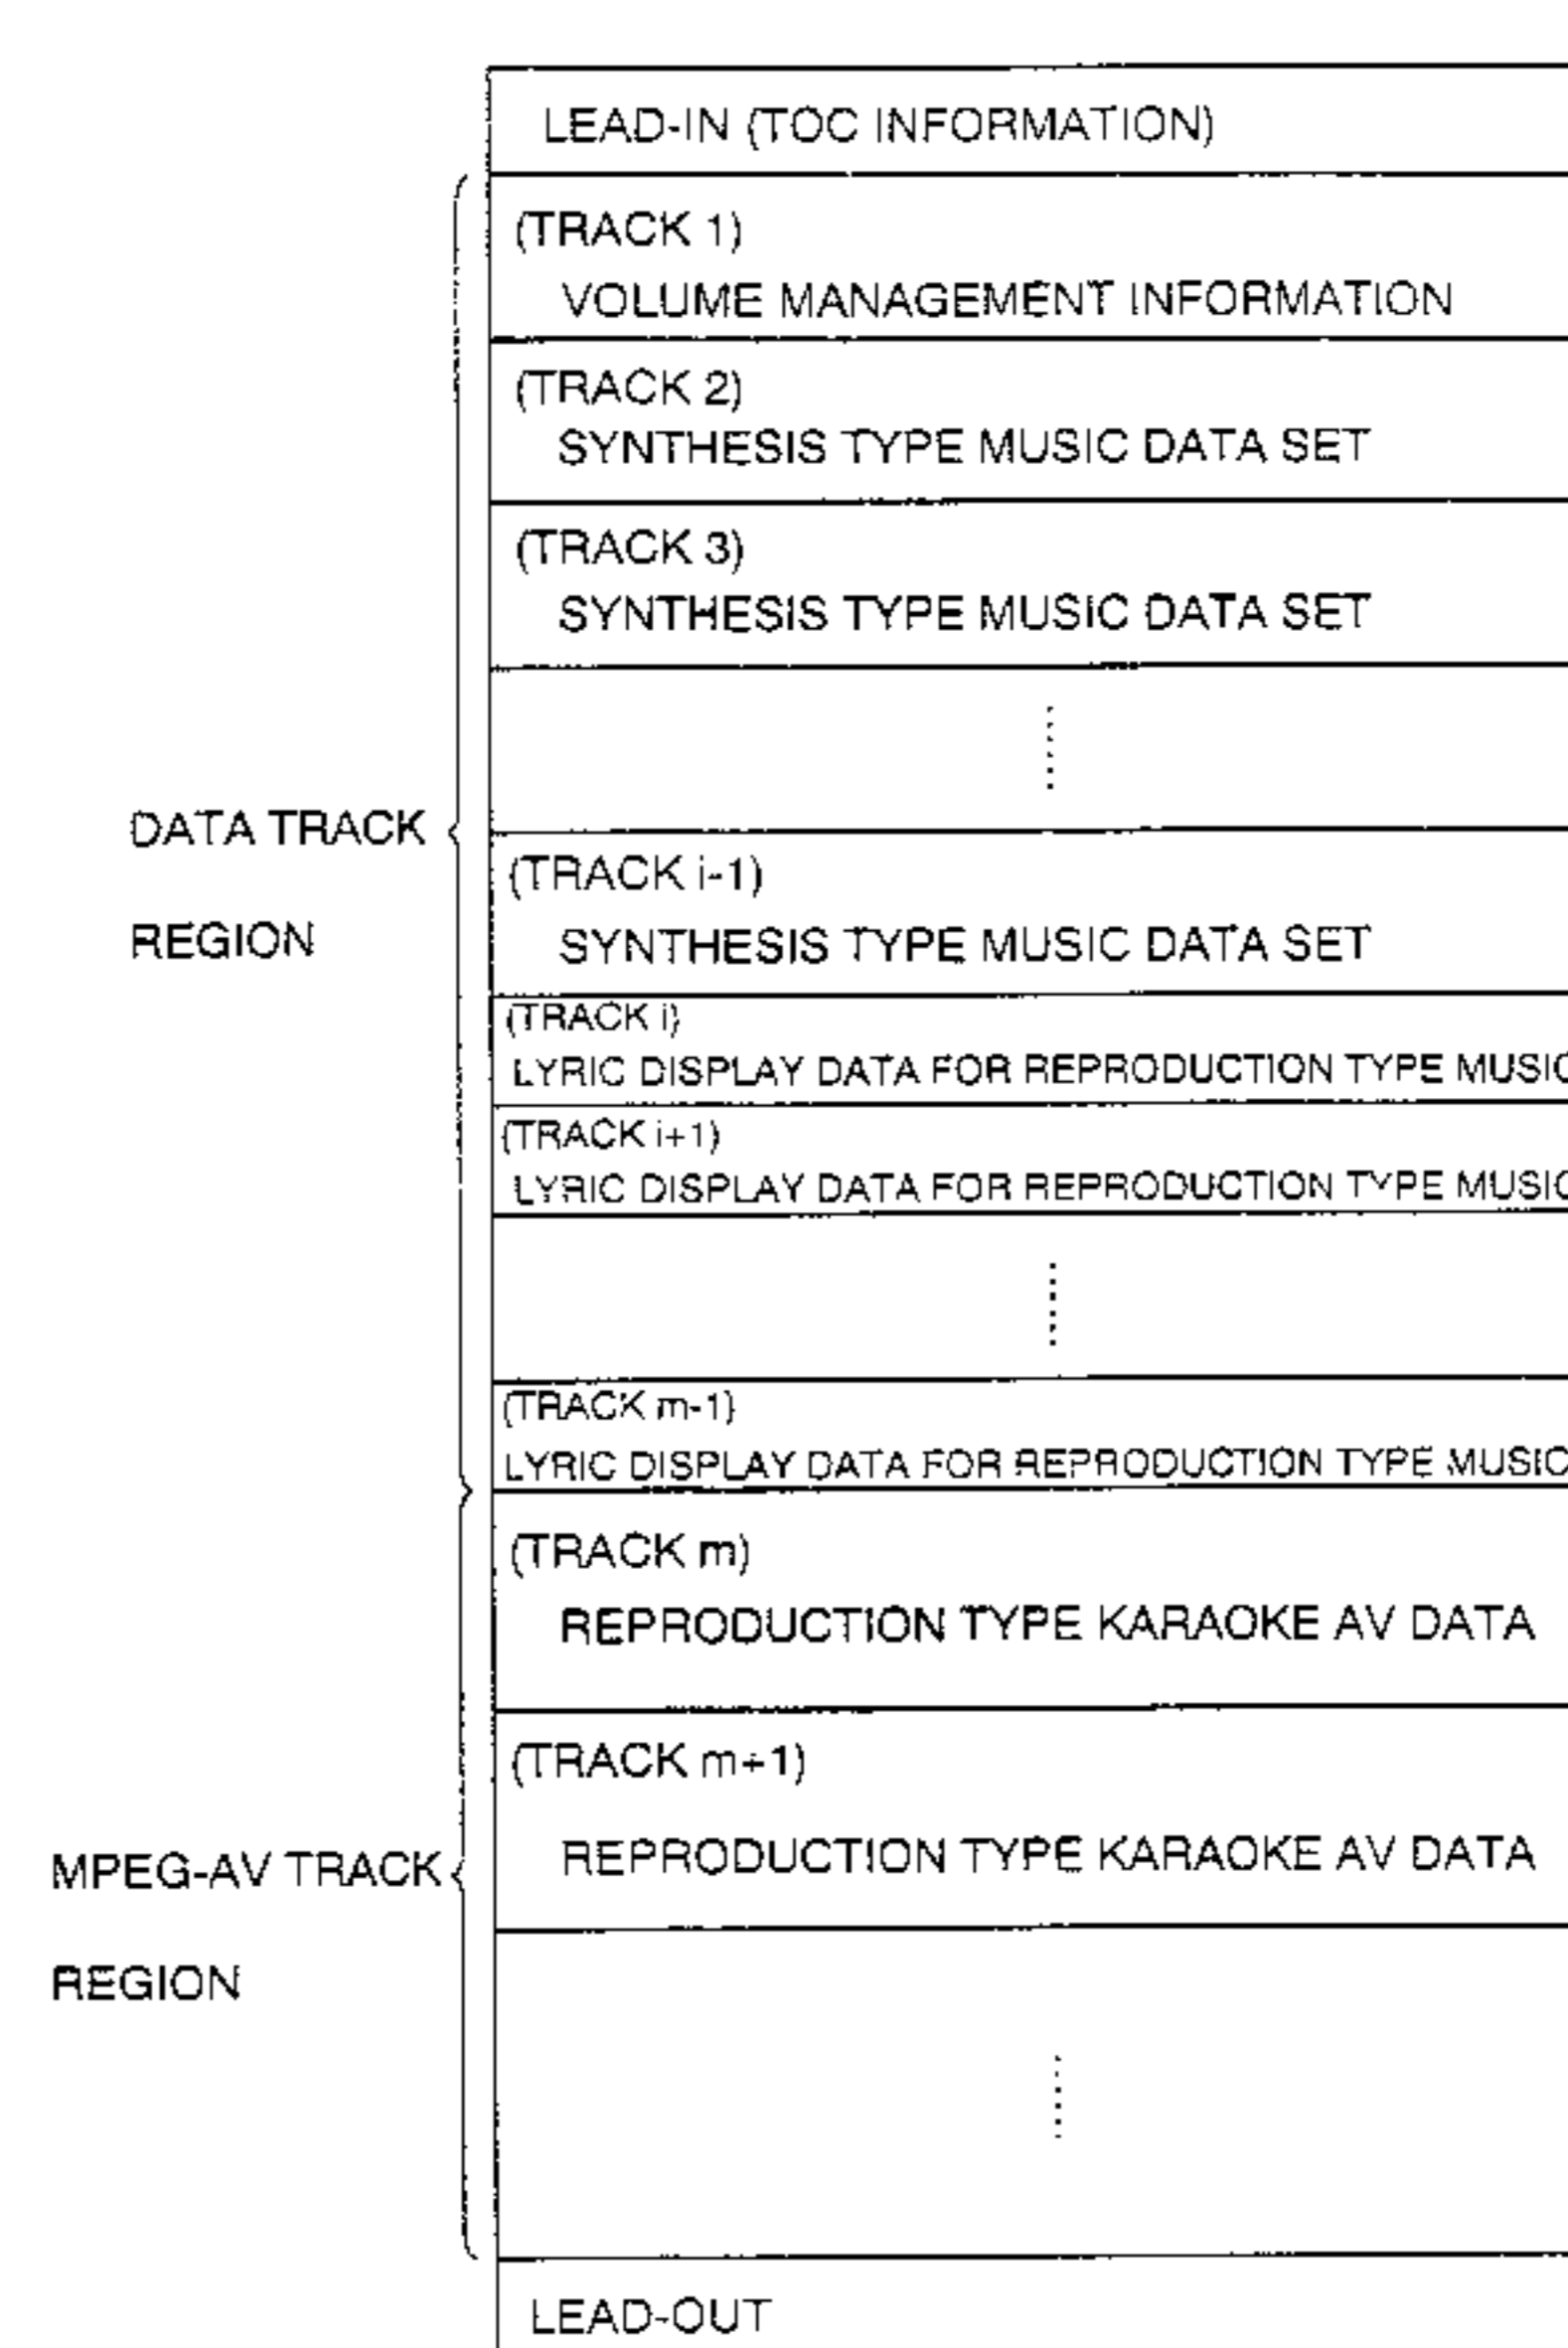 LEAD-IN (TOC INFORMATION)
(TRACK 1)
VOLUME MANAGEMENT INFORMATION
(TRACK 2)
SYNTHESIS TYPE MUSIC DATA SET
(TRACK 3)
SYNTHESIS TYPE MUSIC DATA SET
DATA TRACK
REGION
(TRACK i-1)
SYNTHESIS TYPE MUSIC DATA SET
(TRACK i)
LYRIC DISPLAY DATA FOR REPRODUCTION TYPE MUSIC
(TRACK i+1)
LYRIC DISPLAY DATA FOR REPRODUCTION TYPE MUSIC
(TRACK m-1)
LYRIC DISPLAY DATA FOR REPRODUCTION TYPE MUSIC
(TRACK m)
REPRODUCTION TYPE KARAOKE AV DATA
(TRACK m+1)
REPRODUCTION TYPE KARAOKE AV DATA
MPEG-AV TRACK
REGION
LEAD-OUT